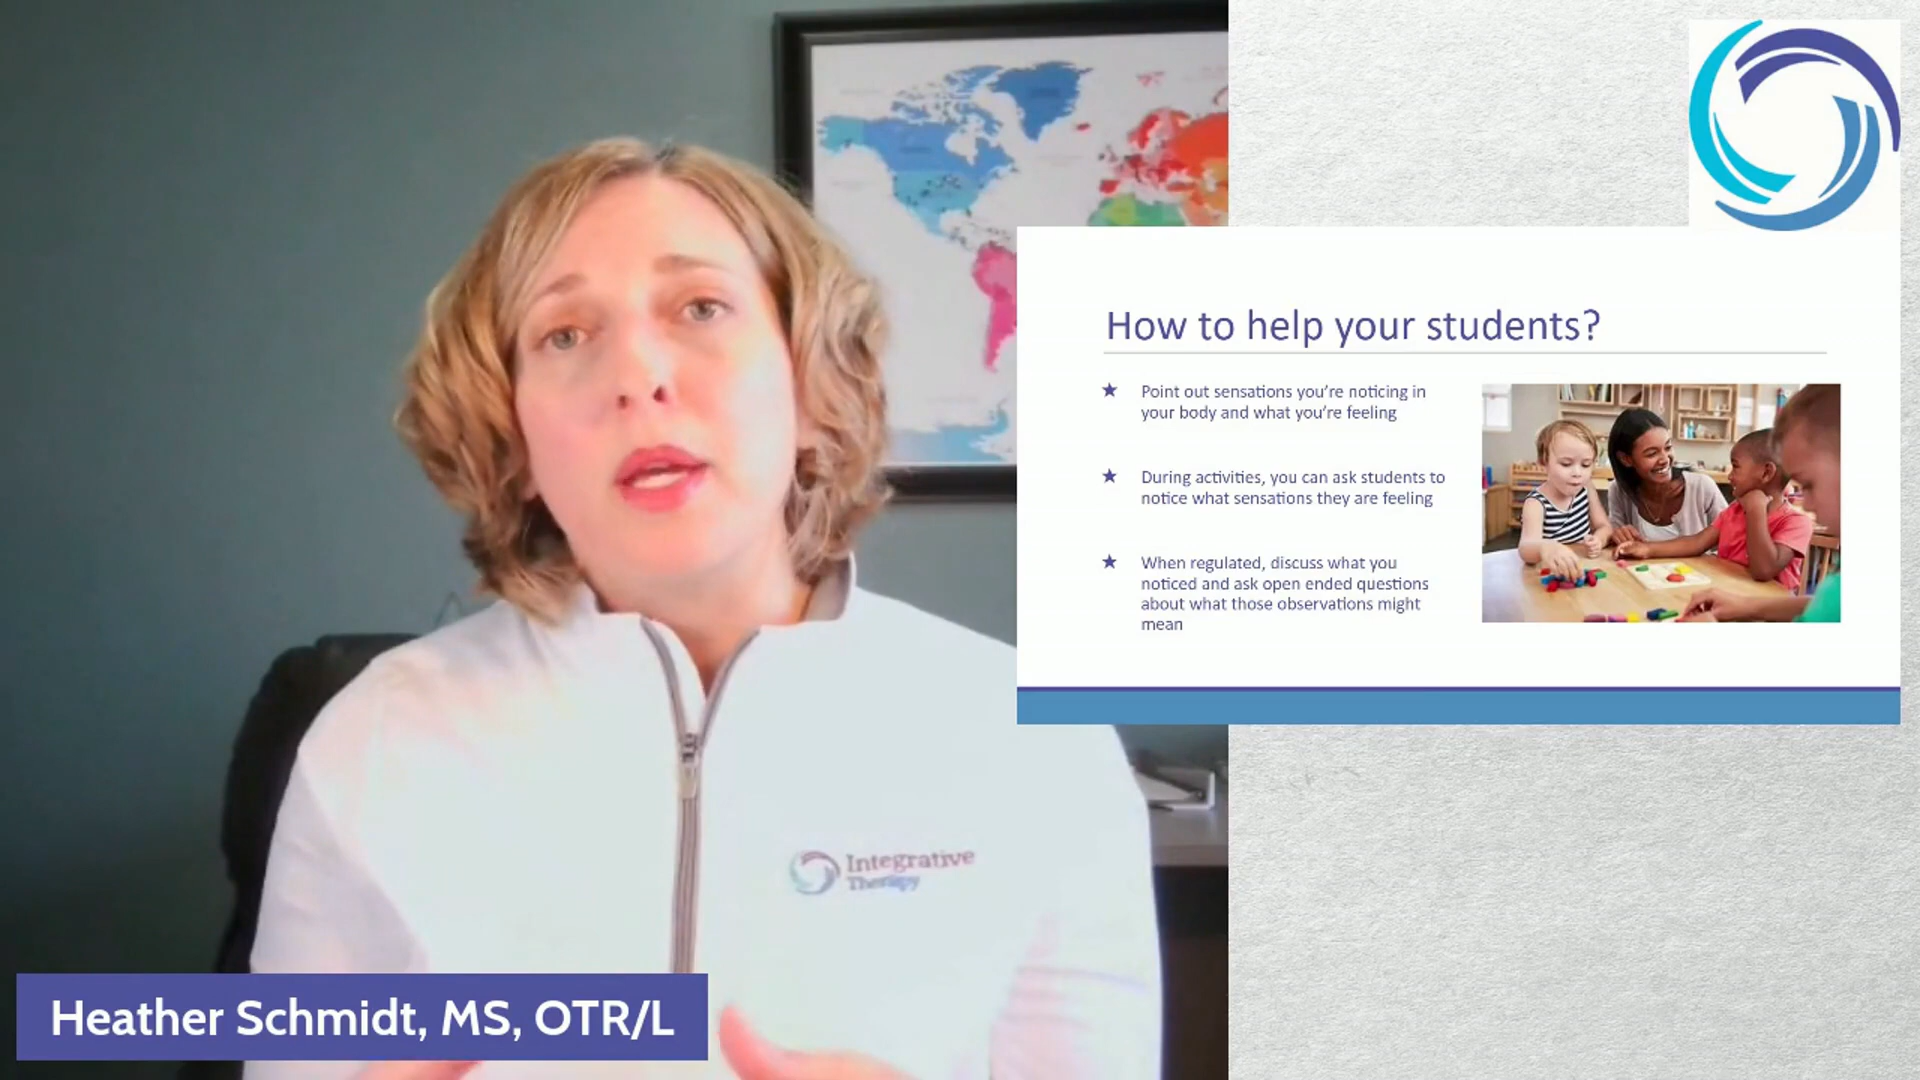 How to help your students?
★ Point out sensations you're noticing in
your body and what you're feeling
★ During activities, you can ask students to
notice what sensations they are feeling
★ When regulated, discuss what you
noticed and ask open ended questions
about what those observations might
mean
Integrative
Therapy
Heather Schmidt, MS, OTR/L